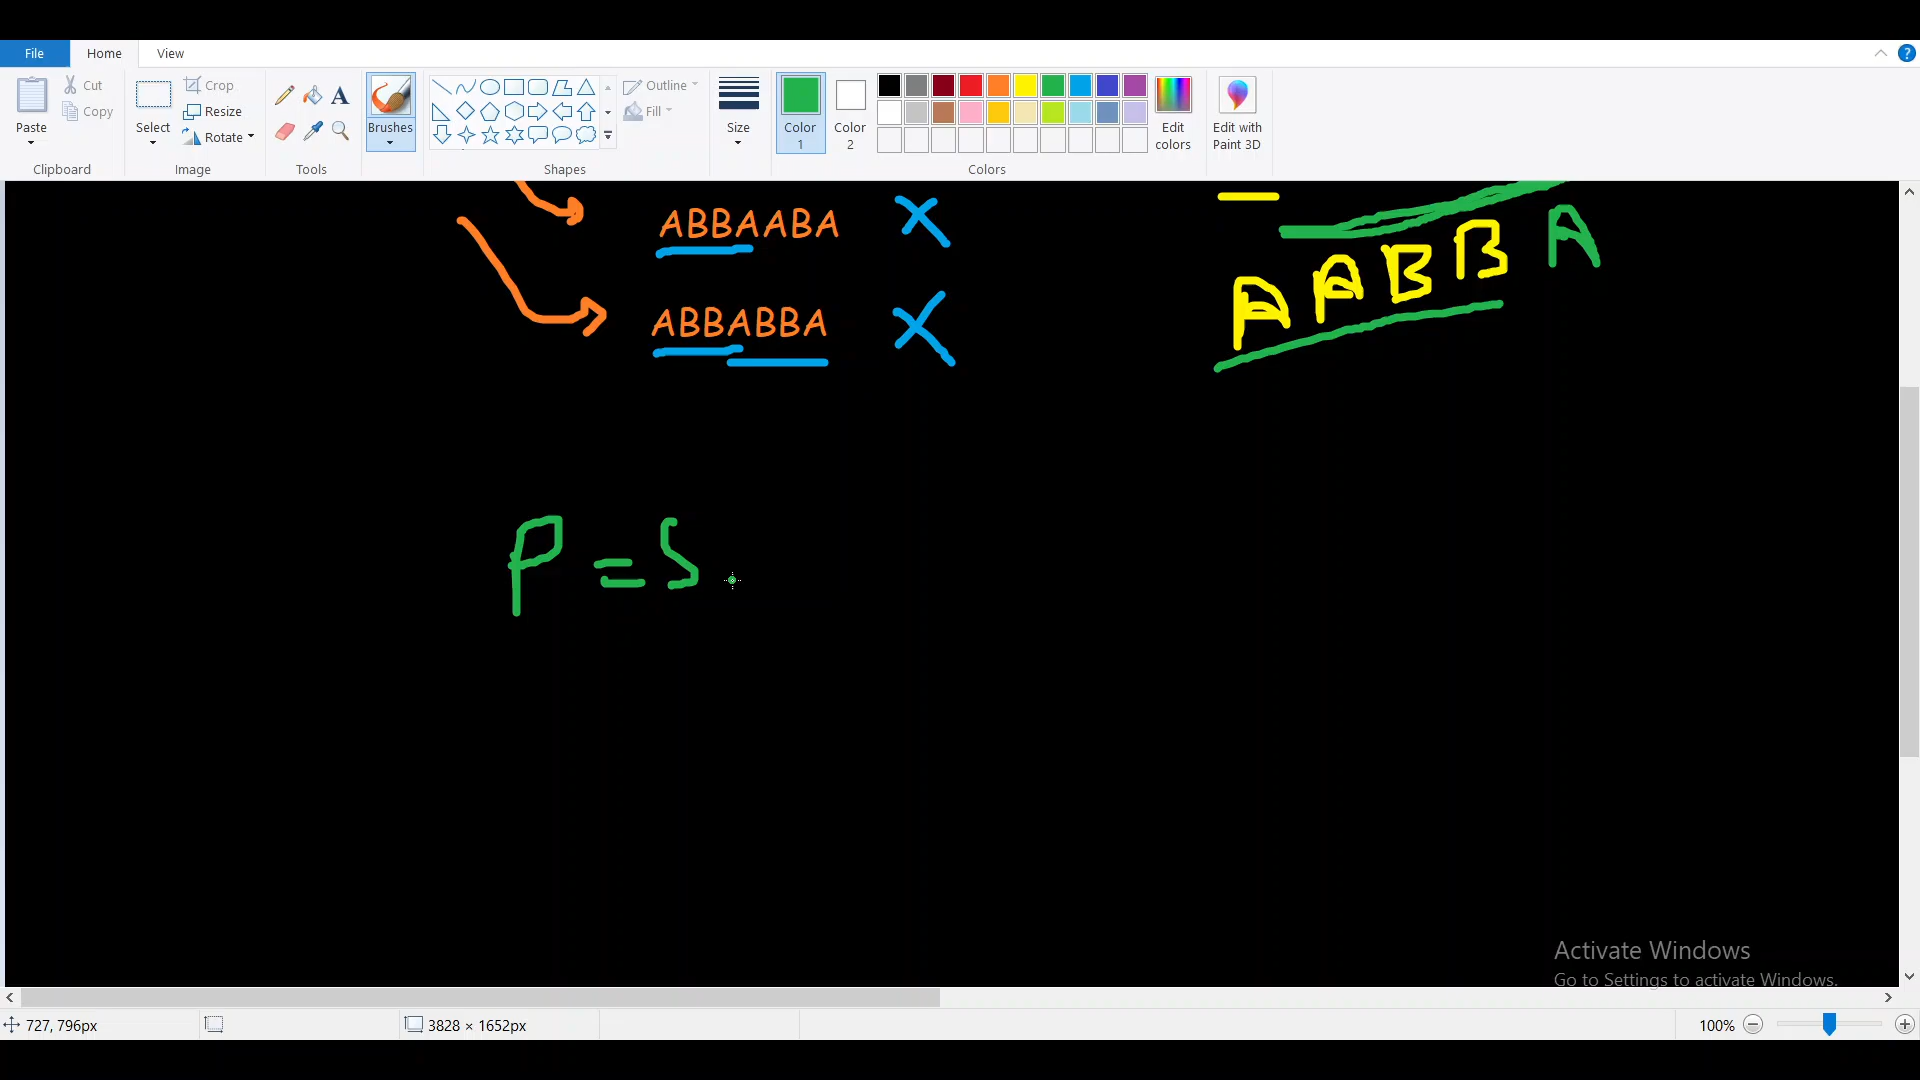 File Home View
Paste
Cut
Copy
Clipboard
Select
Crop
Resize
Rotate
Image
Tools
Brushes
Outline
Fill
Shapes
Size
Color 1
Color 2
Edit colors
Colors
Edit with Paint 3D
ABBAABA X
ABBABBA X
A A B B A
P = S
Activate Windows
Go to Settings to activate Windows.
727, 796px
3828 × 1652px
100%